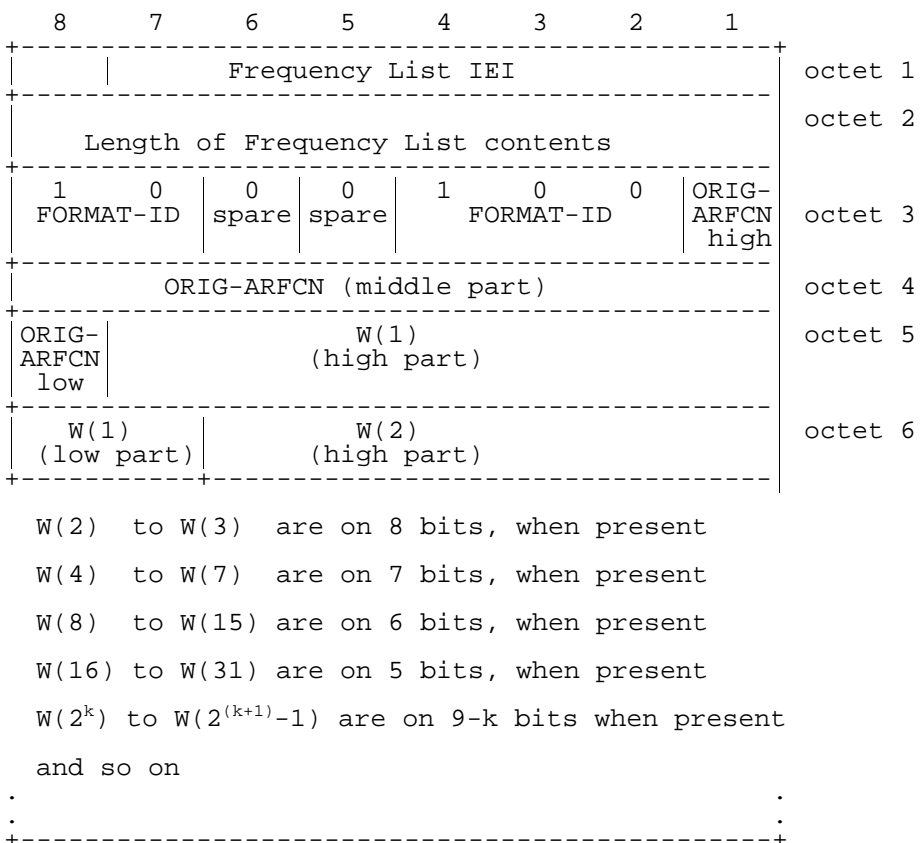 8 7 6 5 4 3 2 1
+-----------------------------------------------+
| | Frequency List IEI | octet 1
+-----------------------------------------------
| | octet 2
Length of Frequency List contents
+-----------------------------------------------
| 1 0 | 0 | 0 | 1 0 0 | ORIG-|
| FORMAT-ID | spare | spare | FORMAT-ID | ARFCN | octet 3
| | | | | high|
+-----------------------------------------------
| ORIG-ARFCN (middle part) | octet 4
+-----------------------------------------------
|ORIG- | W(1) | octet 5
|ARFCN | (high part) |
| low | |
+-----------------------------------------------
| W(1) | W(2) | octet 6
| (low part) | (high part) |
+-----------+-----------------------------------
W(2) to W(3) are on 8 bits, when present
W(4) to W(7) are on 7 bits, when present
W(8) to W(15) are on 6 bits, when present
W(16) to W(31) are on 5 bits, when present
W(2^k) to W(2^(k+1)-1) are on 9-k bits when present
and so on
. .
. .
+-----------------------------------------------+